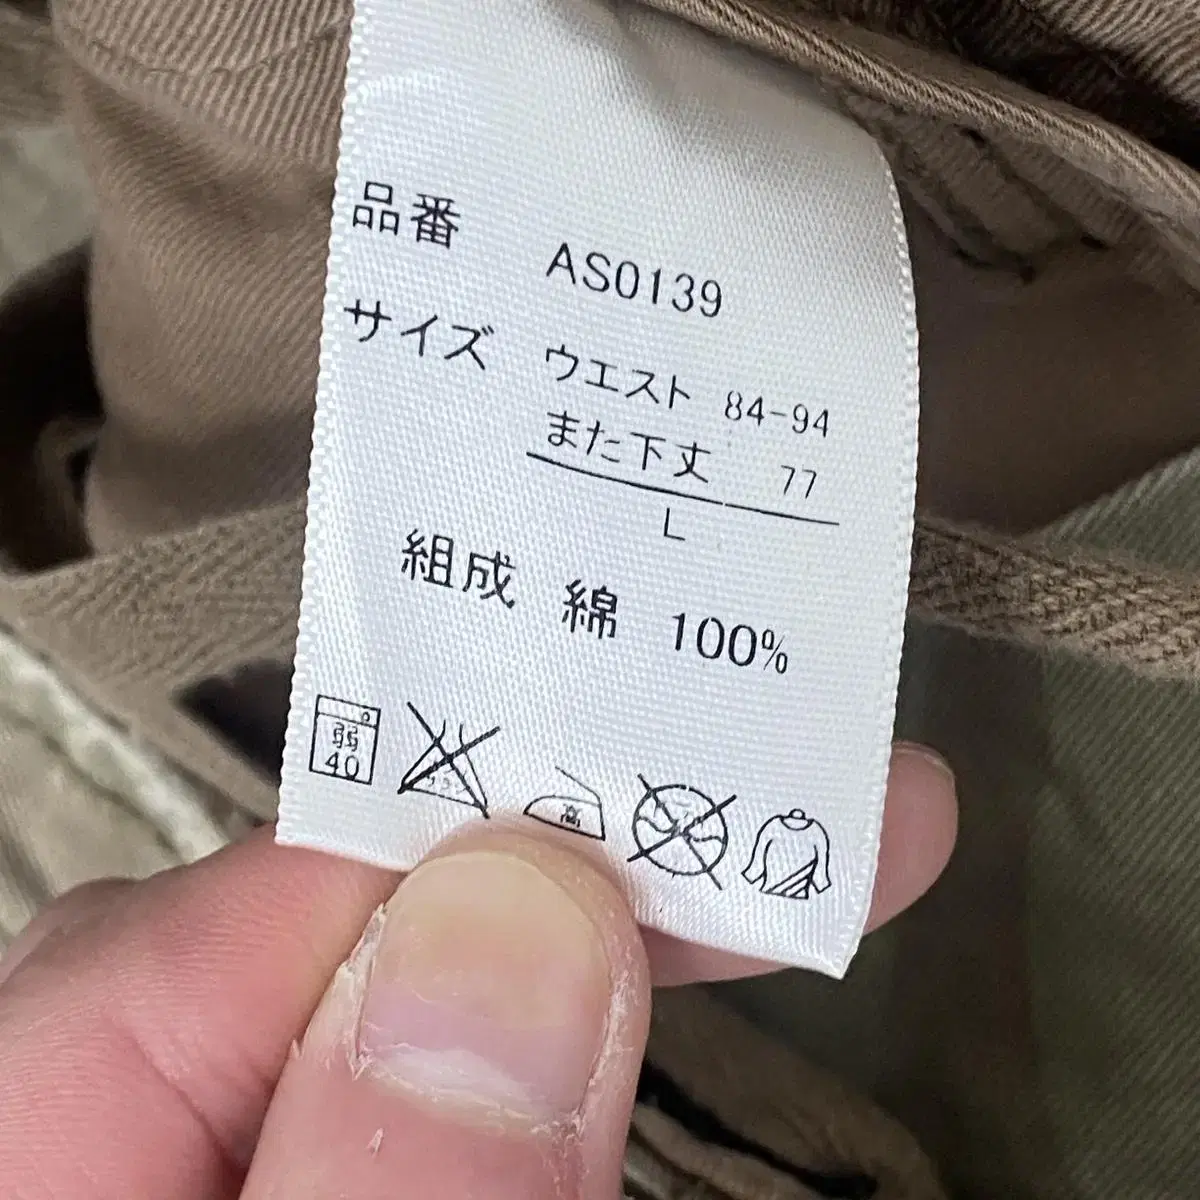 品番 AS0139
サイズ ウエスト 84-94
また下丈 77
L
組成 綿 100%
弱
40
高